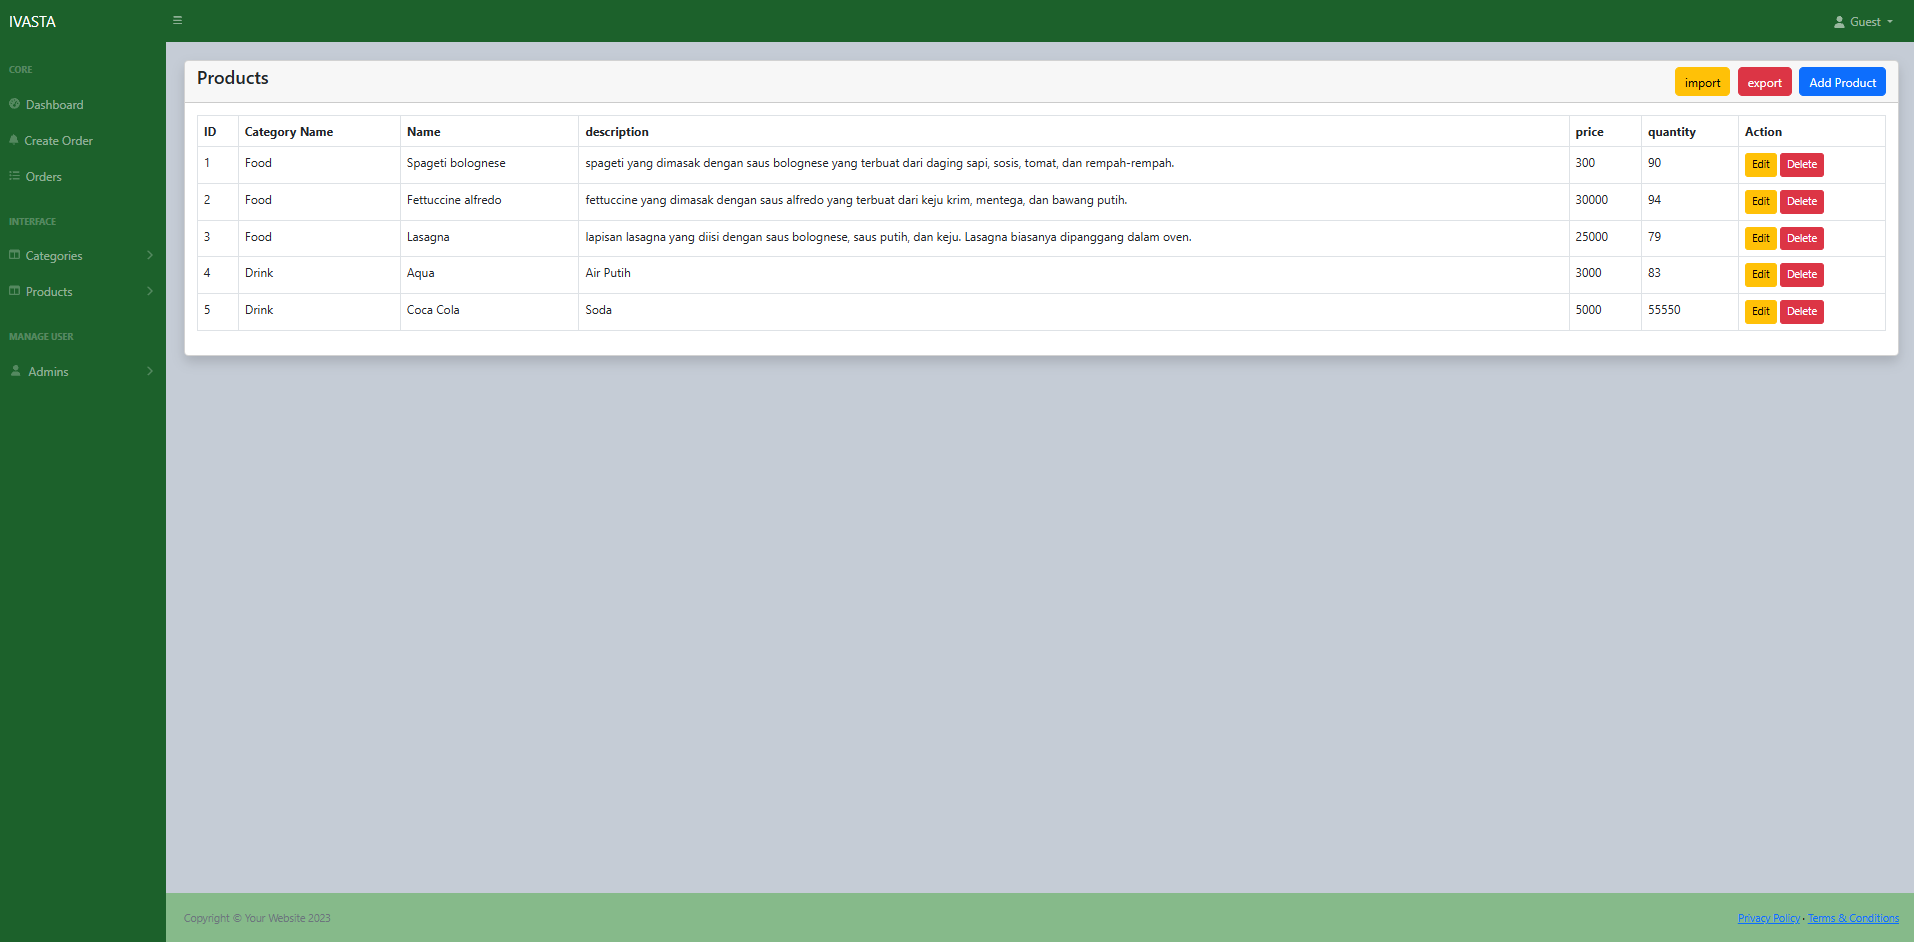 IVASTA
Guest
CORE
Dashboard
Create Order
Orders
INTERFACE
Categories
Products
MANAGE USER
Admins
Products
import export Add Product
ID Category Name Name description price quantity Action
1 Food Spageti bolognese spageti yang dimasak dengan saus bolognese yang terbuat dari daging sapi, sosis, tomat, dan rempah-rempah. 300 90 Edit Delete
2 Food Fettuccine alfredo fettuccine yang dimasak dengan saus alfredo yang terbuat dari keju krim, mentega, dan bawang putih. 30000 94 Edit Delete
3 Food Lasagna lapisan lasagna yang diisi dengan saus bolognese, saus putih, dan keju. Lasagna biasanya dipanggang dalam oven. 25000 79 Edit Delete
4 Drink Aqua Air Putih 3000 83 Edit Delete
5 Drink Coca Cola Soda 5000 55550 Edit Delete
Copyright © Your Website 2023
Privacy Policy · Terms & Conditions